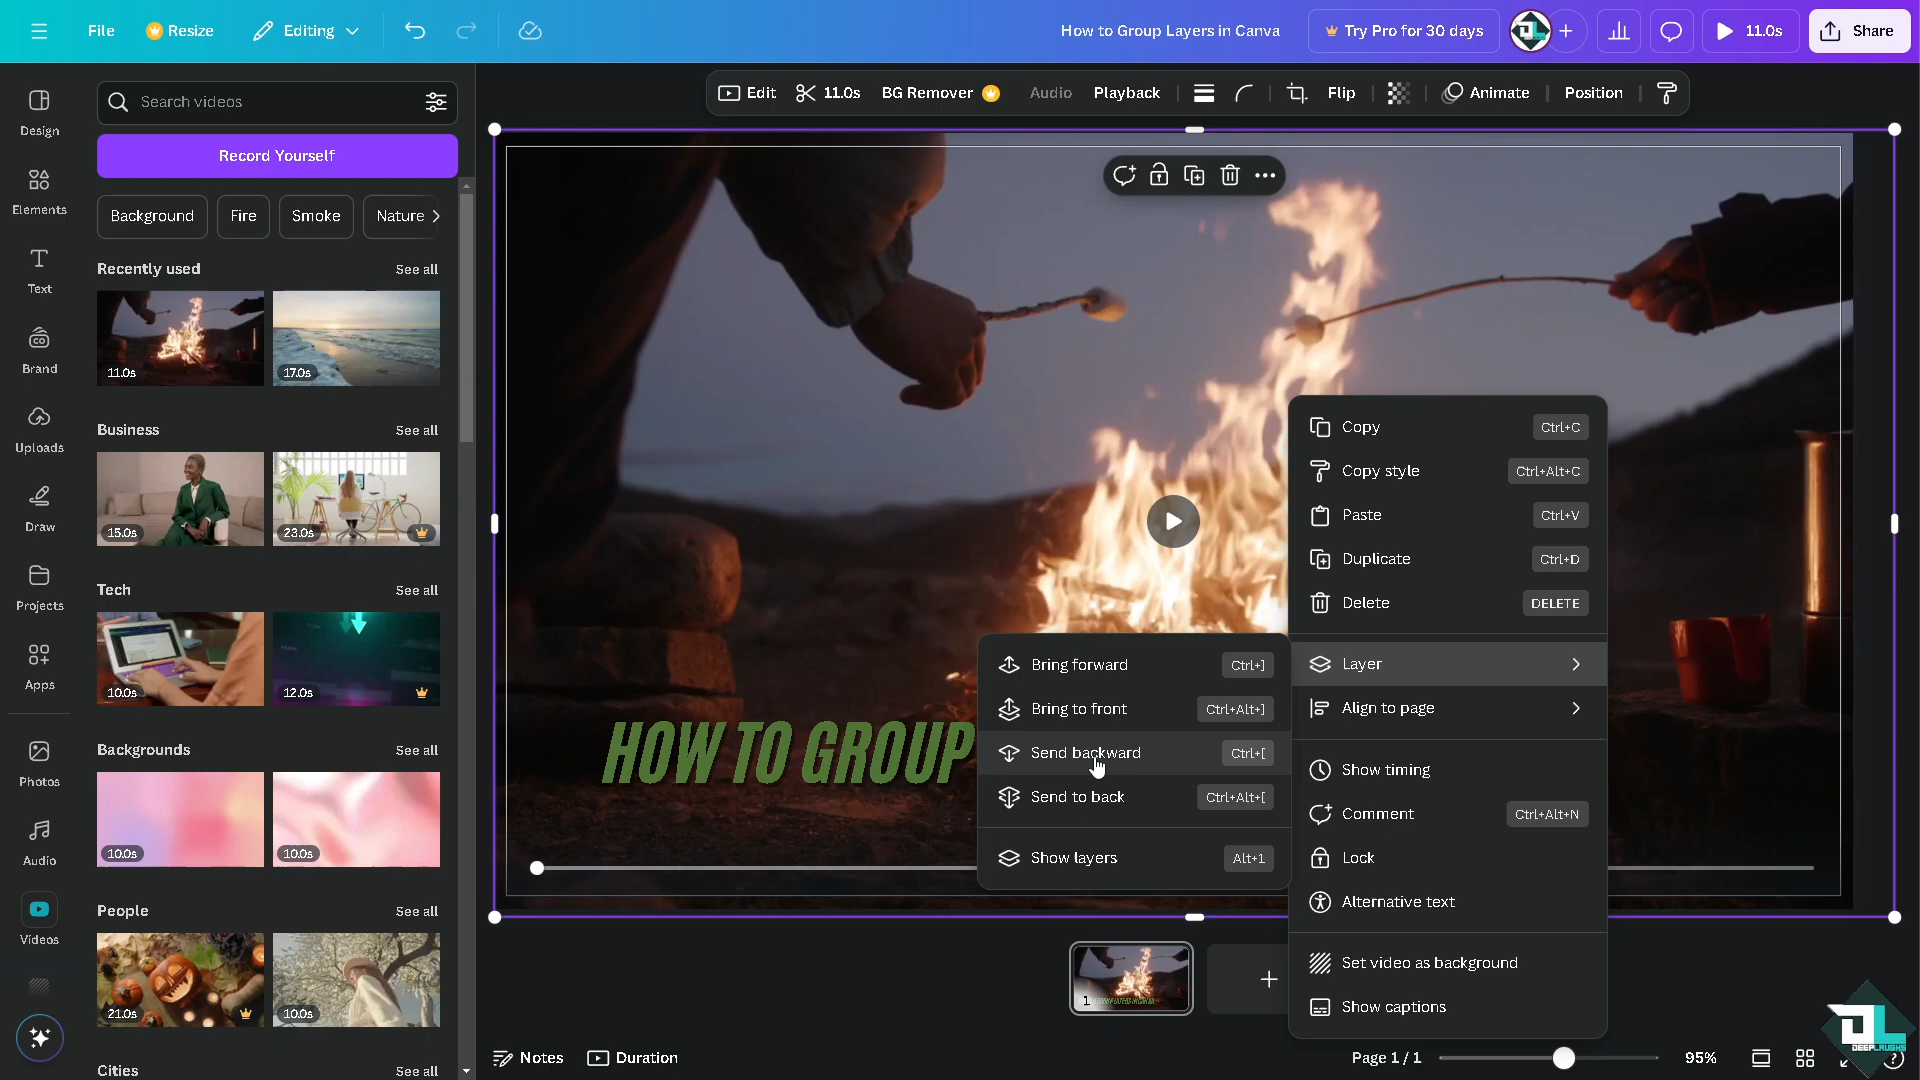 File
Resize
Editing
How to Group Layers in Canva
Try Pro for 30 days
11.0s
Share
Design
Elements
Text
Brand
Uploads
Draw
Projects
Apps
Photos
Audio
Videos
Search videos
Record Yourself
Background
Fire
Smoke
Nature
Recently used
See all
11.0s
17.0s
Business
See all
15.0s
23.0s
Tech
See all
10.0s
12.0s
Backgrounds
See all
10.0s
10.0s
People
See all
21.0s
10.0s
Cities
See all
Edit
11.0s
BG Remover
Audio
Playback
Flip
Animate
Position
HOW TO GROUP
Copy
Ctrl+C
Copy style
Ctrl+Alt+C
Paste
Ctrl+V
Duplicate
Ctrl+D
Delete
DELETE
Layer
Align to page
Show timing
Comment
Ctrl+Alt+N
Lock
Alternative text
Set video as background
Show captions
Bring forward
Ctrl+]
Bring to front
Ctrl+Alt+]
Send backward
Ctrl+[
Send to back
Ctrl+Alt+[
Show layers
Alt+1
1
Notes
Duration
Page 1 / 1
95%
DL
DEEPLAUGHS